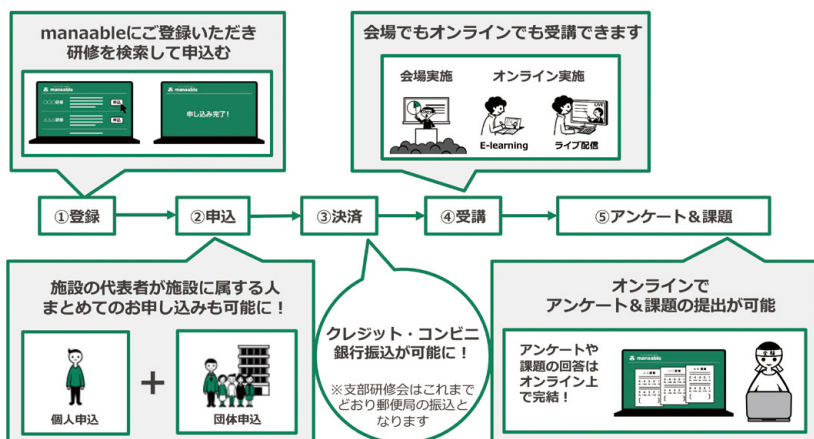 manaableにご登録いただき
研修を検索して申込む
manaable
○○○研修
申込
△△△研修
申込
manaable
申し込み完了！
会場でもオンラインでも受講できます
会場実施
オンライン実施
LIVE
E-learning
ライブ配信
①登録
②申込
③決済
④受講
⑤アンケート＆課題
施設の代表者が施設に属する人
まとめてのお申し込みも可能に！
個人申込
+
団体申込
クレジット・コンビニ
銀行振込が可能に！
※支部研修会はこれまで
どおり郵便局の振込と
なります
オンラインで
アンケート＆課題の提出が可能
アンケートや
課題の回答は
オンライン上
で完結！
manaable